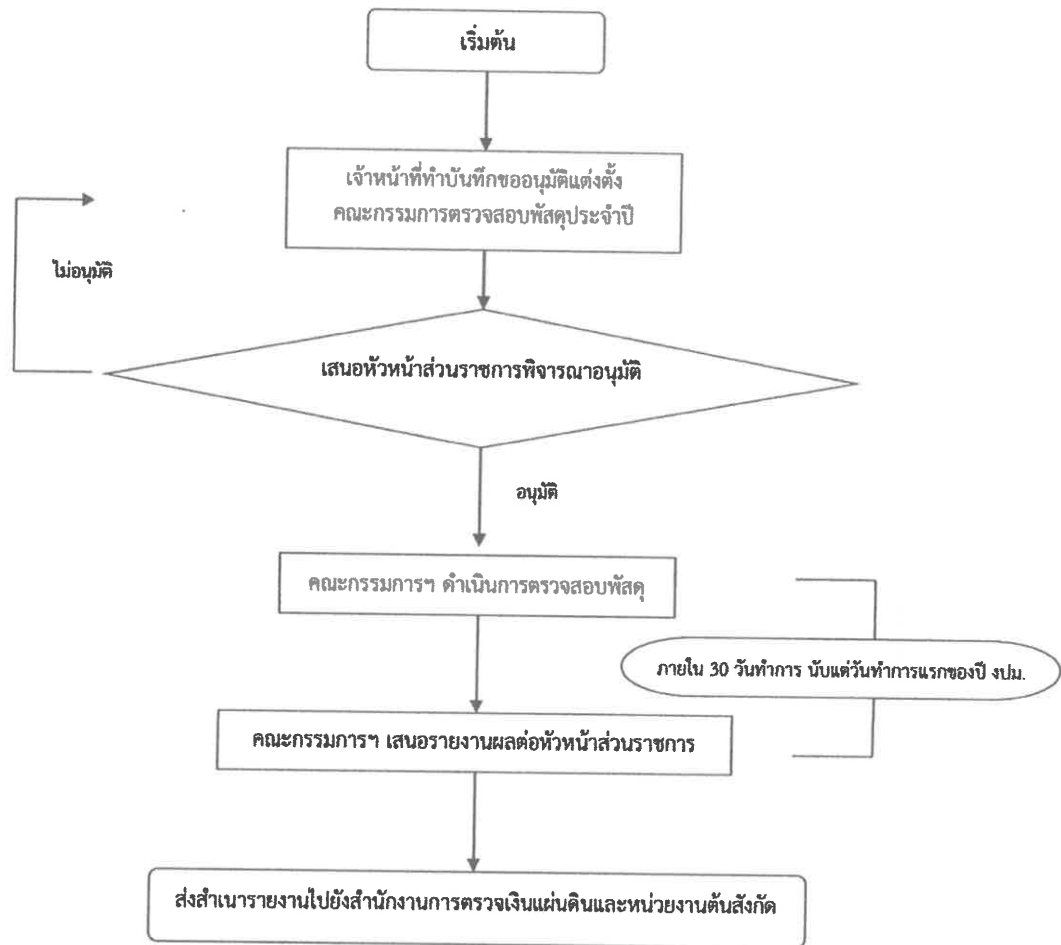 เริ่มต้น
เจ้าหน้าที่ทำบันทึกขออนุมัติแต่งตั้ง
คณะกรรมการตรวจสอบพัสดุประจำปี
ไม่อนุมัติ
เสนอหัวหน้าส่วนราชการพิจารณาอนุมัติ
อนุมัติ
คณะกรรมการฯ ดำเนินการตรวจสอบพัสดุ
ภายใน 30 วันทำการ นับแต่วันทำการแรกของปี งปม.
คณะกรรมการฯ เสนอรายงานผลต่อหัวหน้าส่วนราชการ
ส่งสำเนารายงานไปยังสำนักงานการตรวจเงินแผ่นดินและหน่วยงานต้นสังกัด